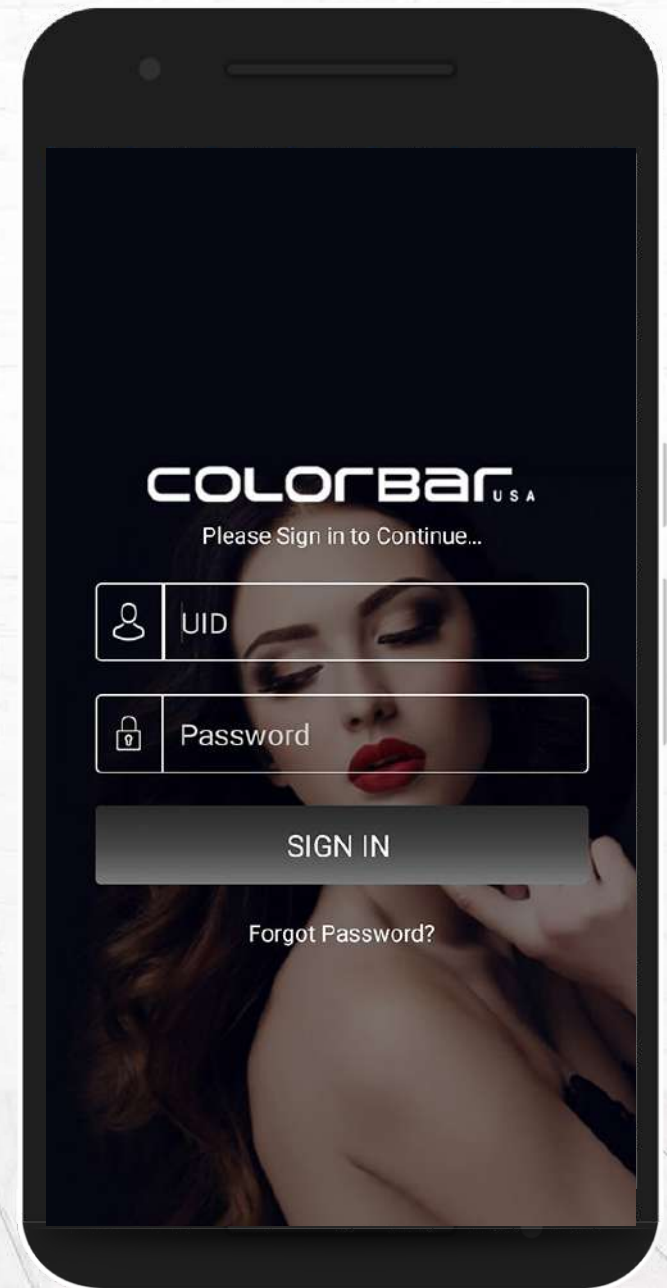 COLORBAR USA
Please Sign in to Continue...
UID
Password
SIGN IN
Forgot Password?